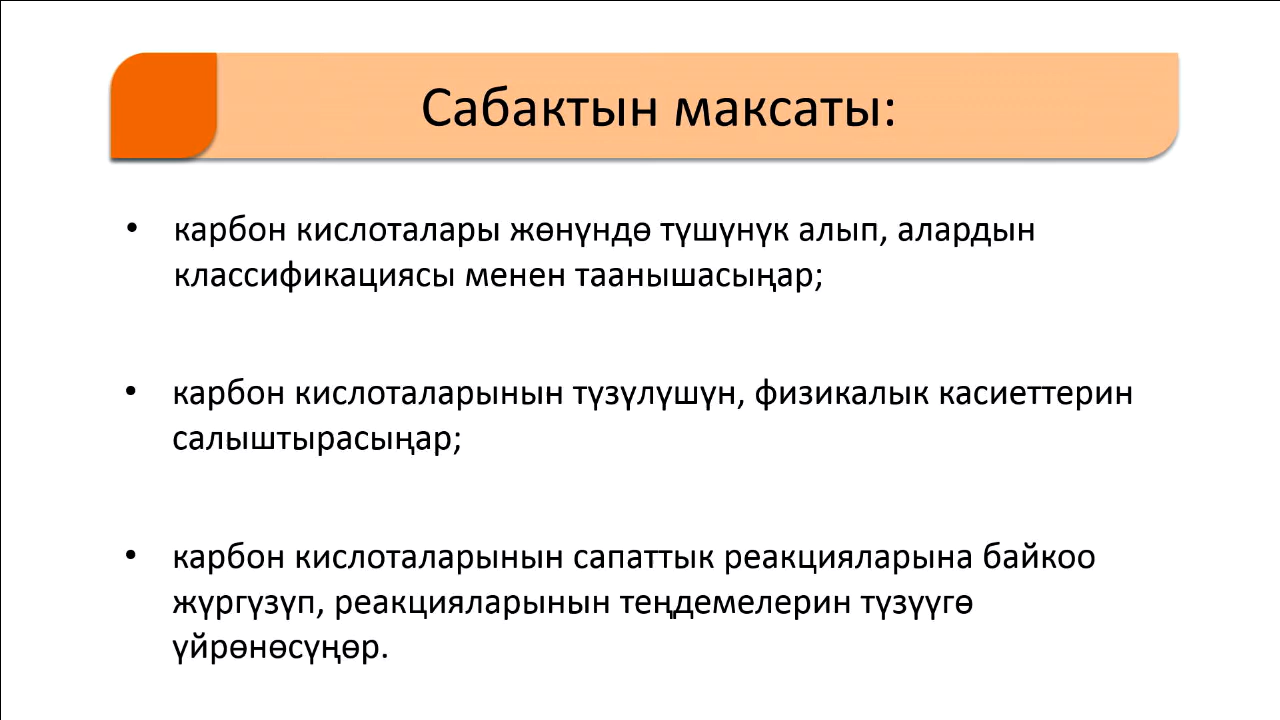 Сабактын максаты:
• карбон кислоталары жөнүндө түшүнүк алып, алардын
классификациясы менен таанышасыңар;
• карбон кислоталарынын түзүлүшүн, физикалык касиеттерин
салыштырасыңар;
• карбон кислоталарынын сапаттык реакцияларына байкоо
жүргүзүп, реакцияларынын теңдемелерин түзүүгө
үйрөнөсүңөр.